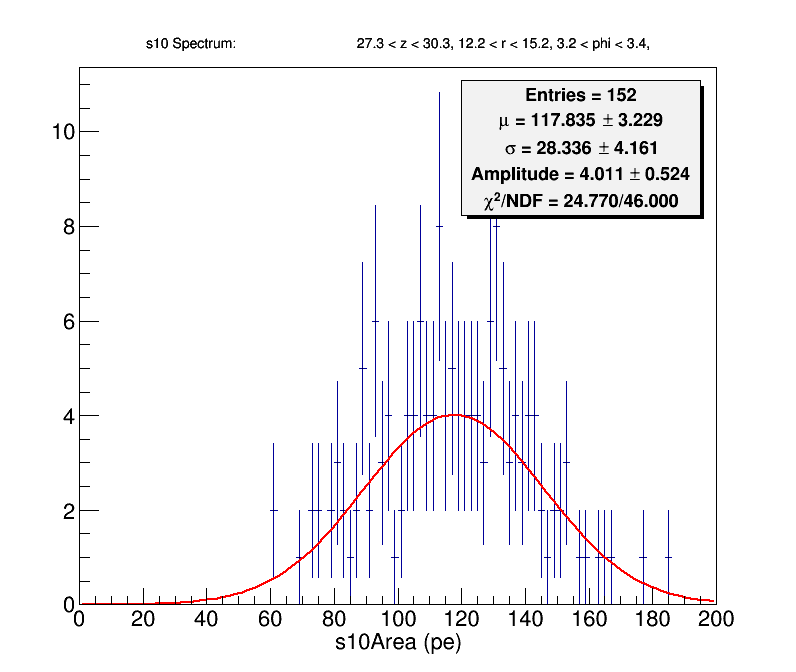 s10 Spectrum: 27.3 < z < 30.3, 12.2 < r < 15.2, 3.2 < phi < 3.4,
Entries = 152
μ = 117.835 ± 3.229
σ = 28.336 ± 4.161
Amplitude = 4.011 ± 0.524
χ²/NDF = 24.770/46.000
10
8
6
4
2
0
0 20 40 60 80 100 120 140 160 180 200
s10Area (pe)